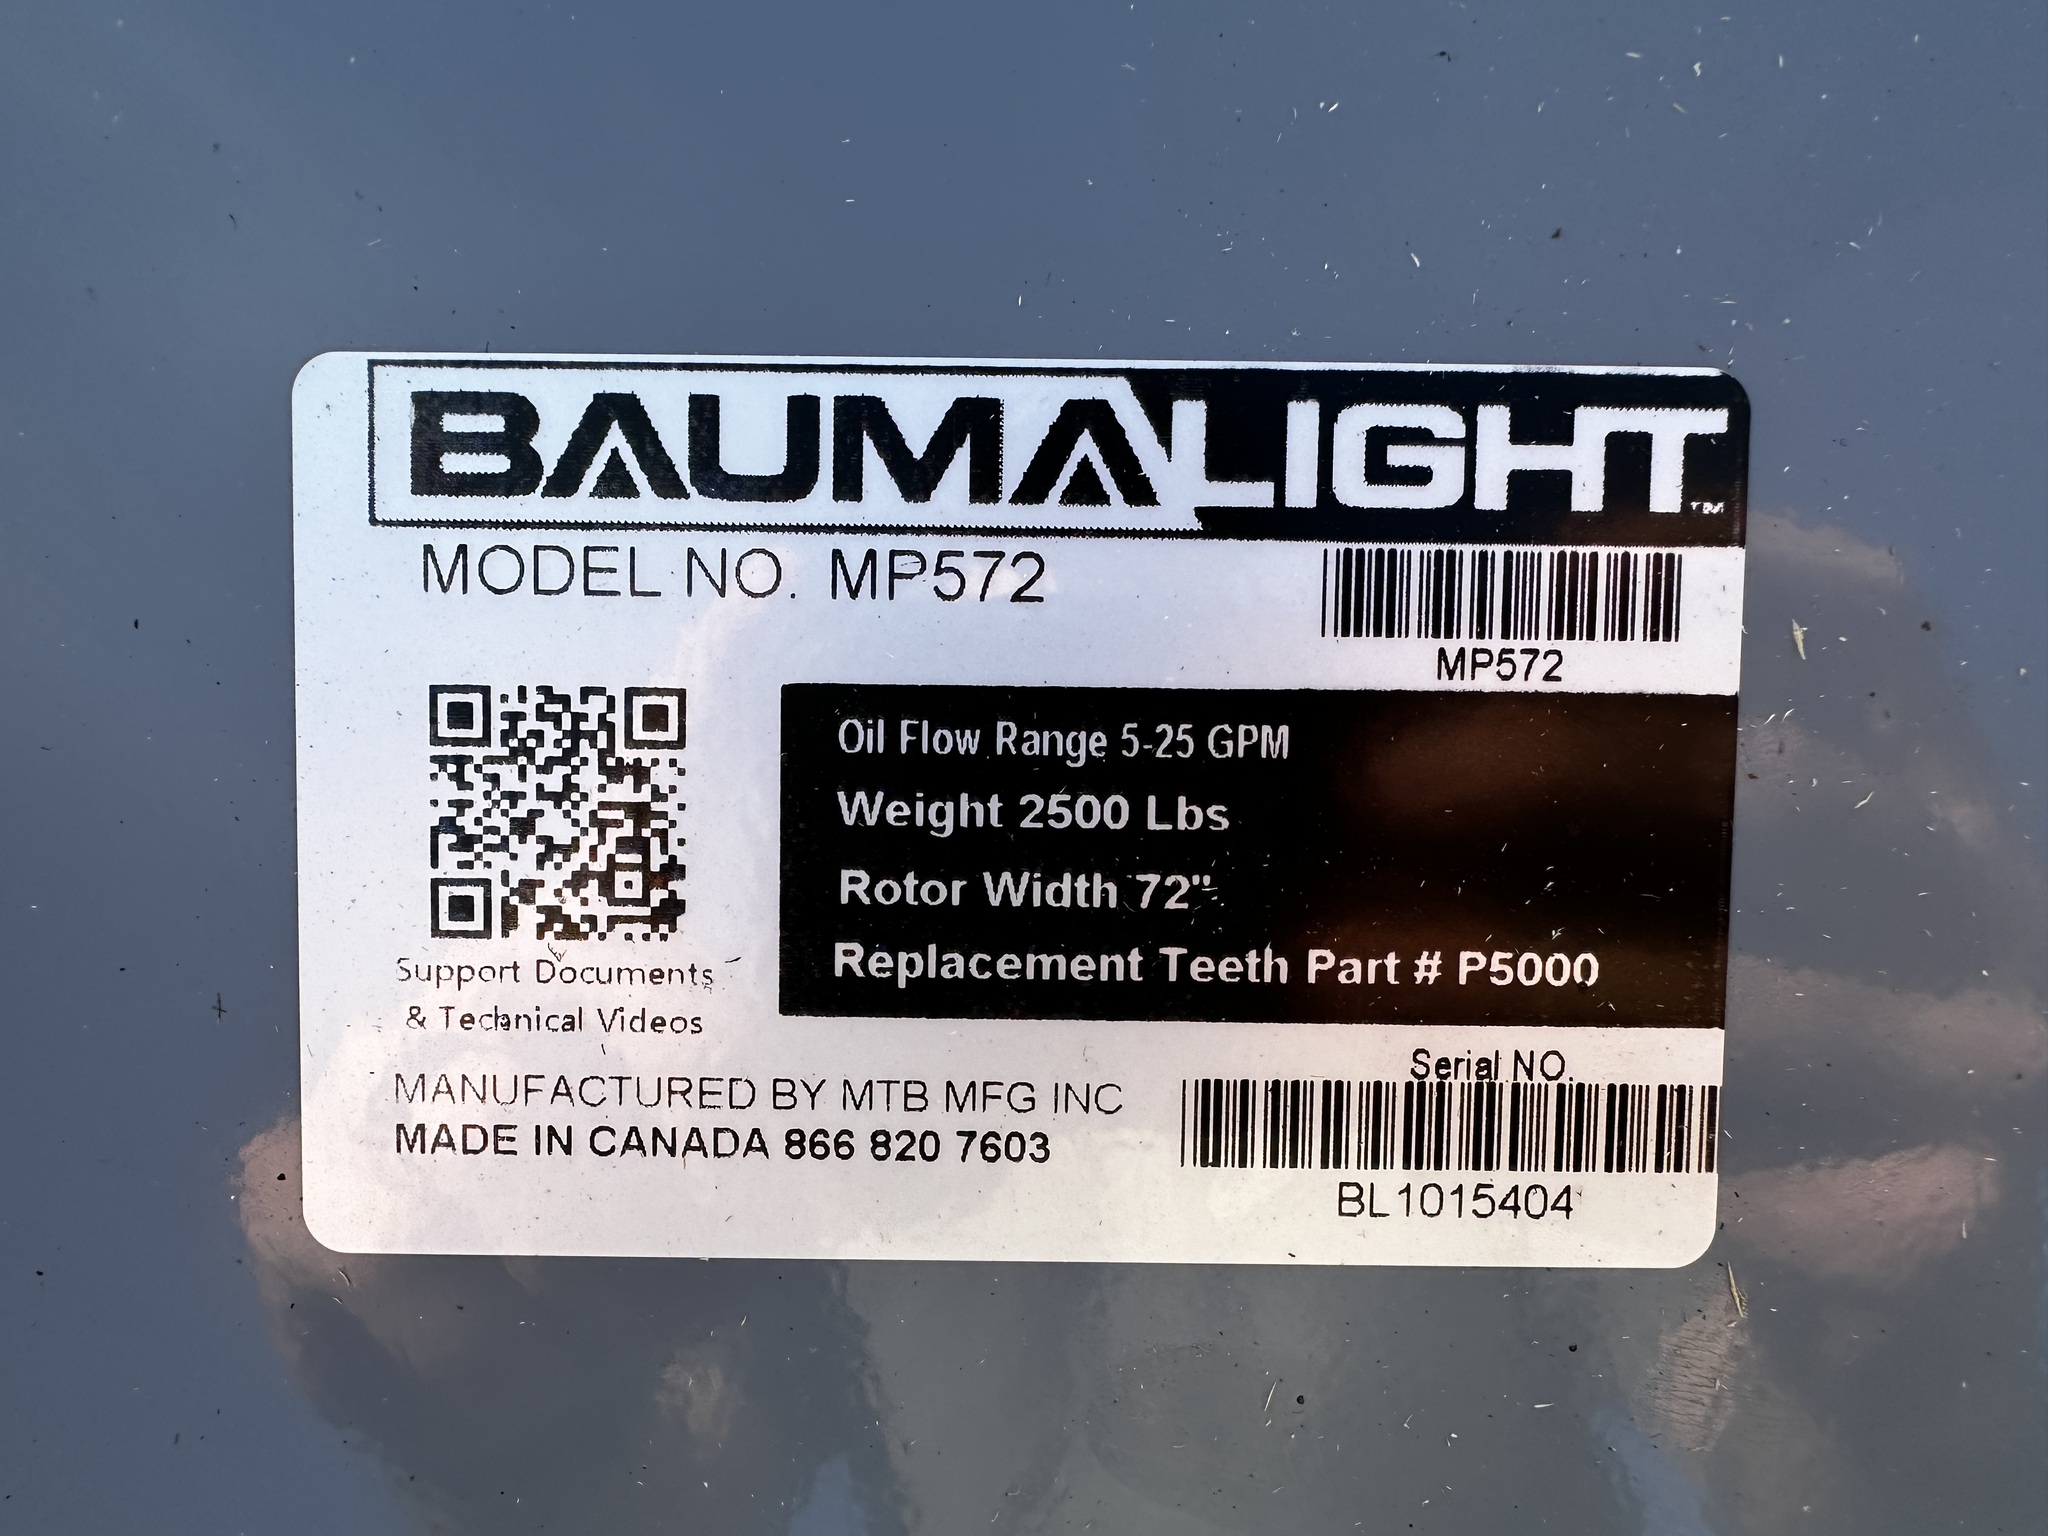 BAUMALIGHT™
MODEL NO. MP572
MP572
Oil Flow Range 5-25 GPM
Weight 2500 Lbs
Rotor Width 72"
Replacement Teeth Part # P5000
Support Documents
& Technical Videos
Serial NO.
MANUFACTURED BY MTB MFG INC
MADE IN CANADA 866 820 7603
BL1015404